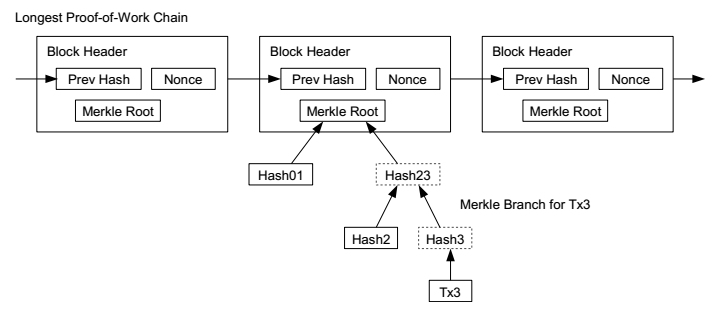 Longest Proof-of-Work Chain
Block Header
Block Header
Block Header
Prev Hash
Nonce
Prev Hash
Nonce
Prev Hash
Nonce
Merkle Root
Merkle Root
Merkle Root
Hash01
Hash23
Merkle Branch for Tx3
Hash2
Hash3
Tx3